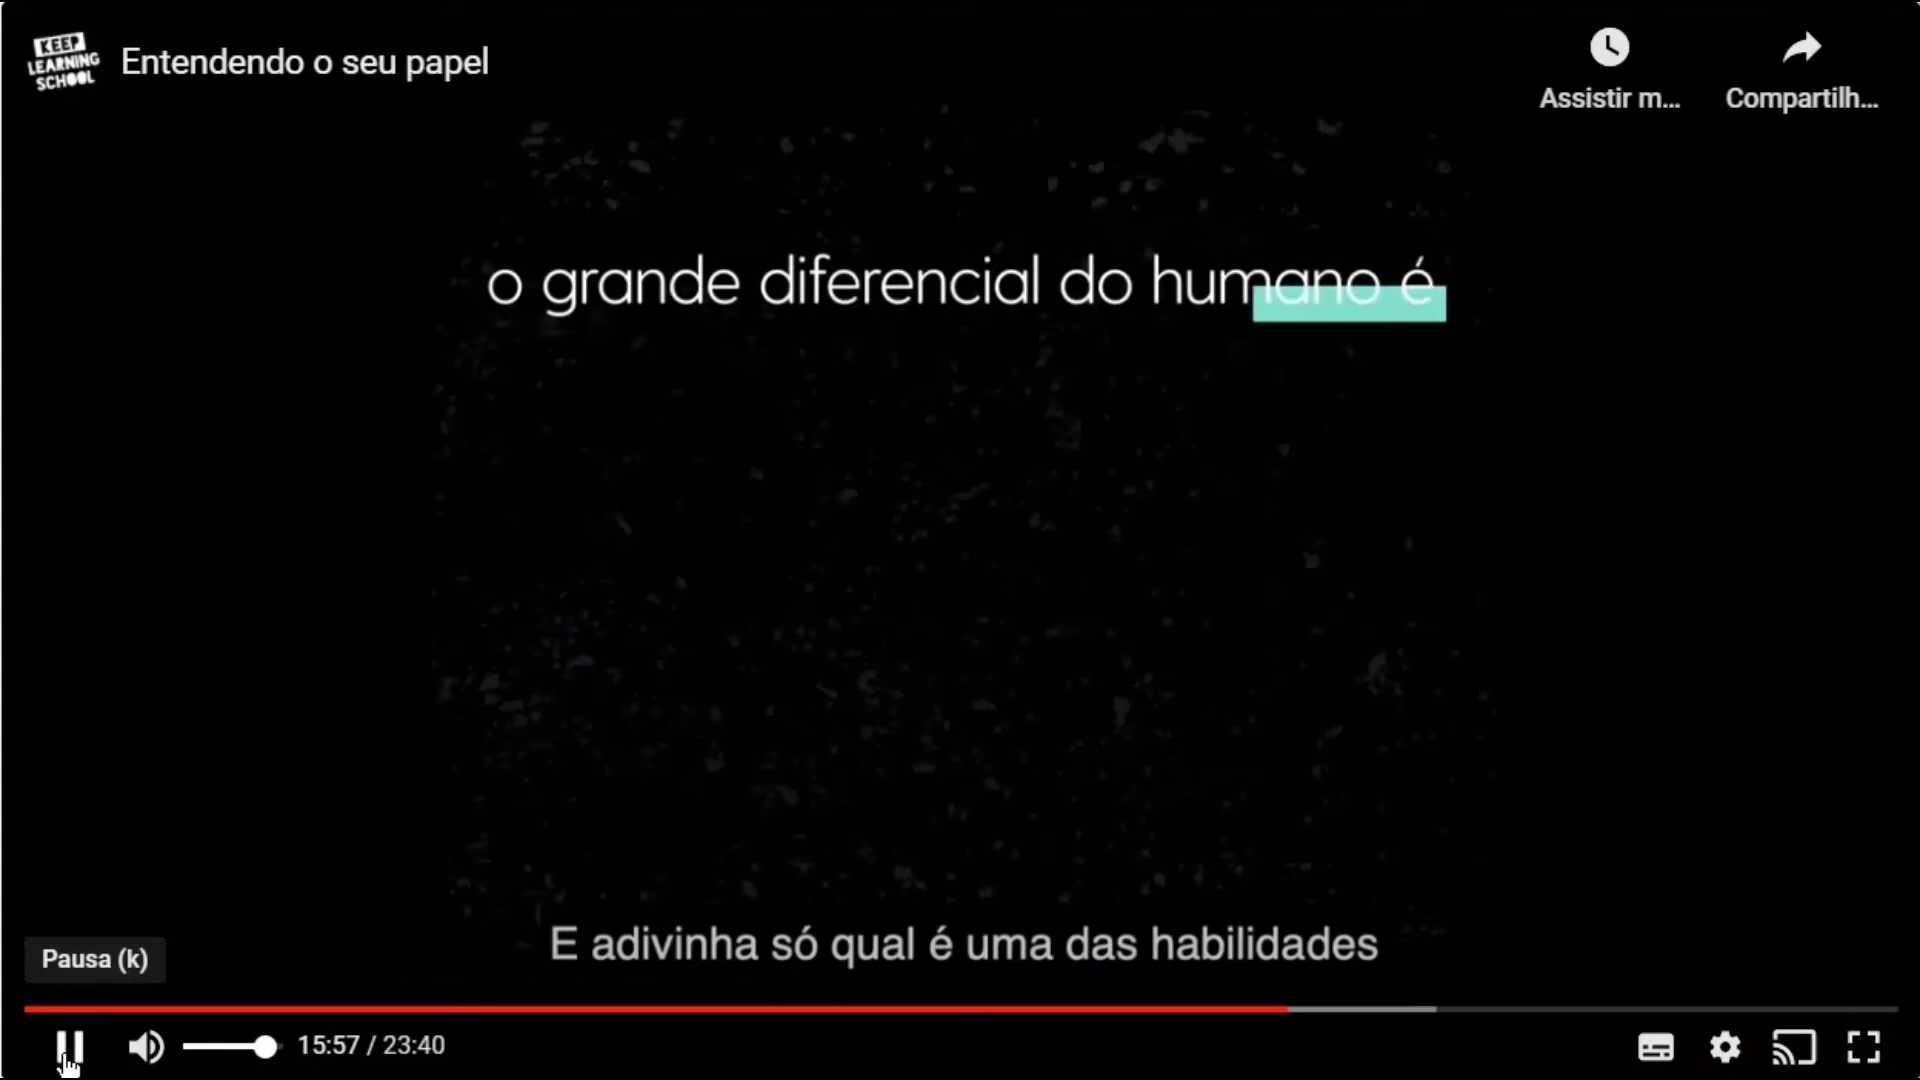 KEEP
LEARNING
SCHOOL
Entendendo o seu papel
Assistir m...
Compartilh...
o grande diferencial do humano é
E adivinha só qual é uma das habilidades
Pausa (k)
15:57 / 23:40